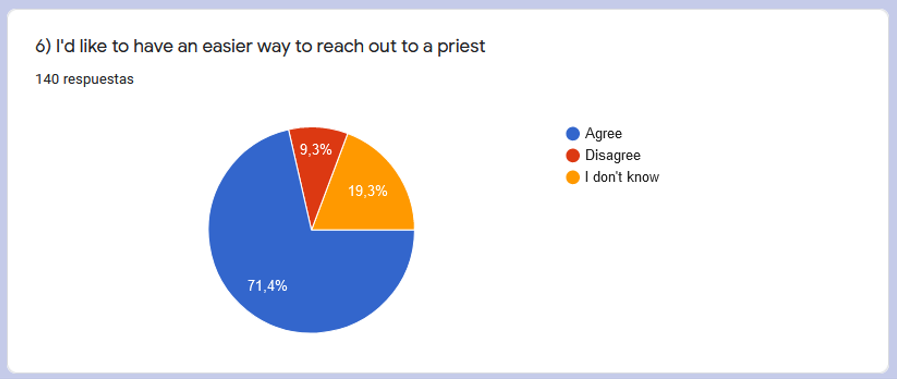 6) I'd like to have an easier way to reach out to a priest
140 respuestas
Agree
Disagree
I don't know
9,3%
19,3%
71,4%